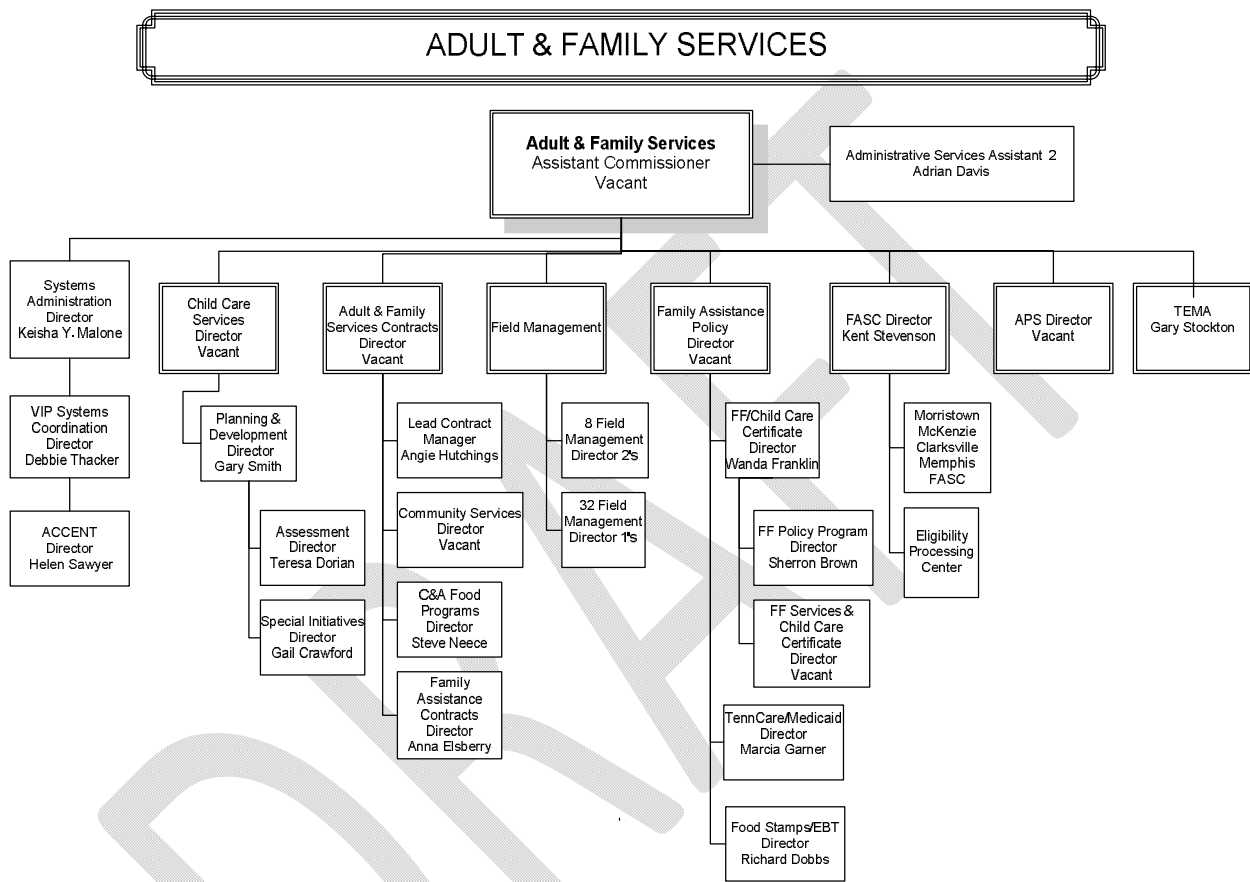 ADULT & FAMILY SERVICES
Adult & Family Services
Assistant Commissioner
Vacant
Administrative Services Assistant 2
Adrian Davis
Systems
Administration
Director
Keisha Y. Malone
VIP Systems
Coordination
Director
Debbie Thacker
ACCENT
Director
Helen Sawyer
Child Care
Services
Director
Vacant
Planning &
Development
Director
Gary Smith
Assessment
Director
Teresa Dorian
Special Initiatives
Director
Gail Crawford
Adult & Family
Services Contracts
Director
Vacant
Lead Contract
Manager
Angie Hutchings
Community Services
Director
Vacant
C&A Food
Programs
Director
Steve Neece
Family
Assistance
Contracts
Director
Anna Elsberry
Field Management
8 Field
Management
Director 2's
32 Field
Management
Director 1's
Family Assistance
Policy
Director
Vacant
FF/Child Care
Certificate
Director
Wanda Franklin
FF Policy Program
Director
Sherron Brown
FF Services &
Child Care
Certificate
Director
Vacant
TennCare/Medicaid
Director
Marcia Garner
Food Stamps/EBT
Director
Richard Dobbs
FASC Director
Kent Stevenson
Morristown
McKenzie
Clarksville
Memphis
FASC
Eligibility
Processing
Center
APS Director
Vacant
TEMA
Gary Stockton
DRAFT